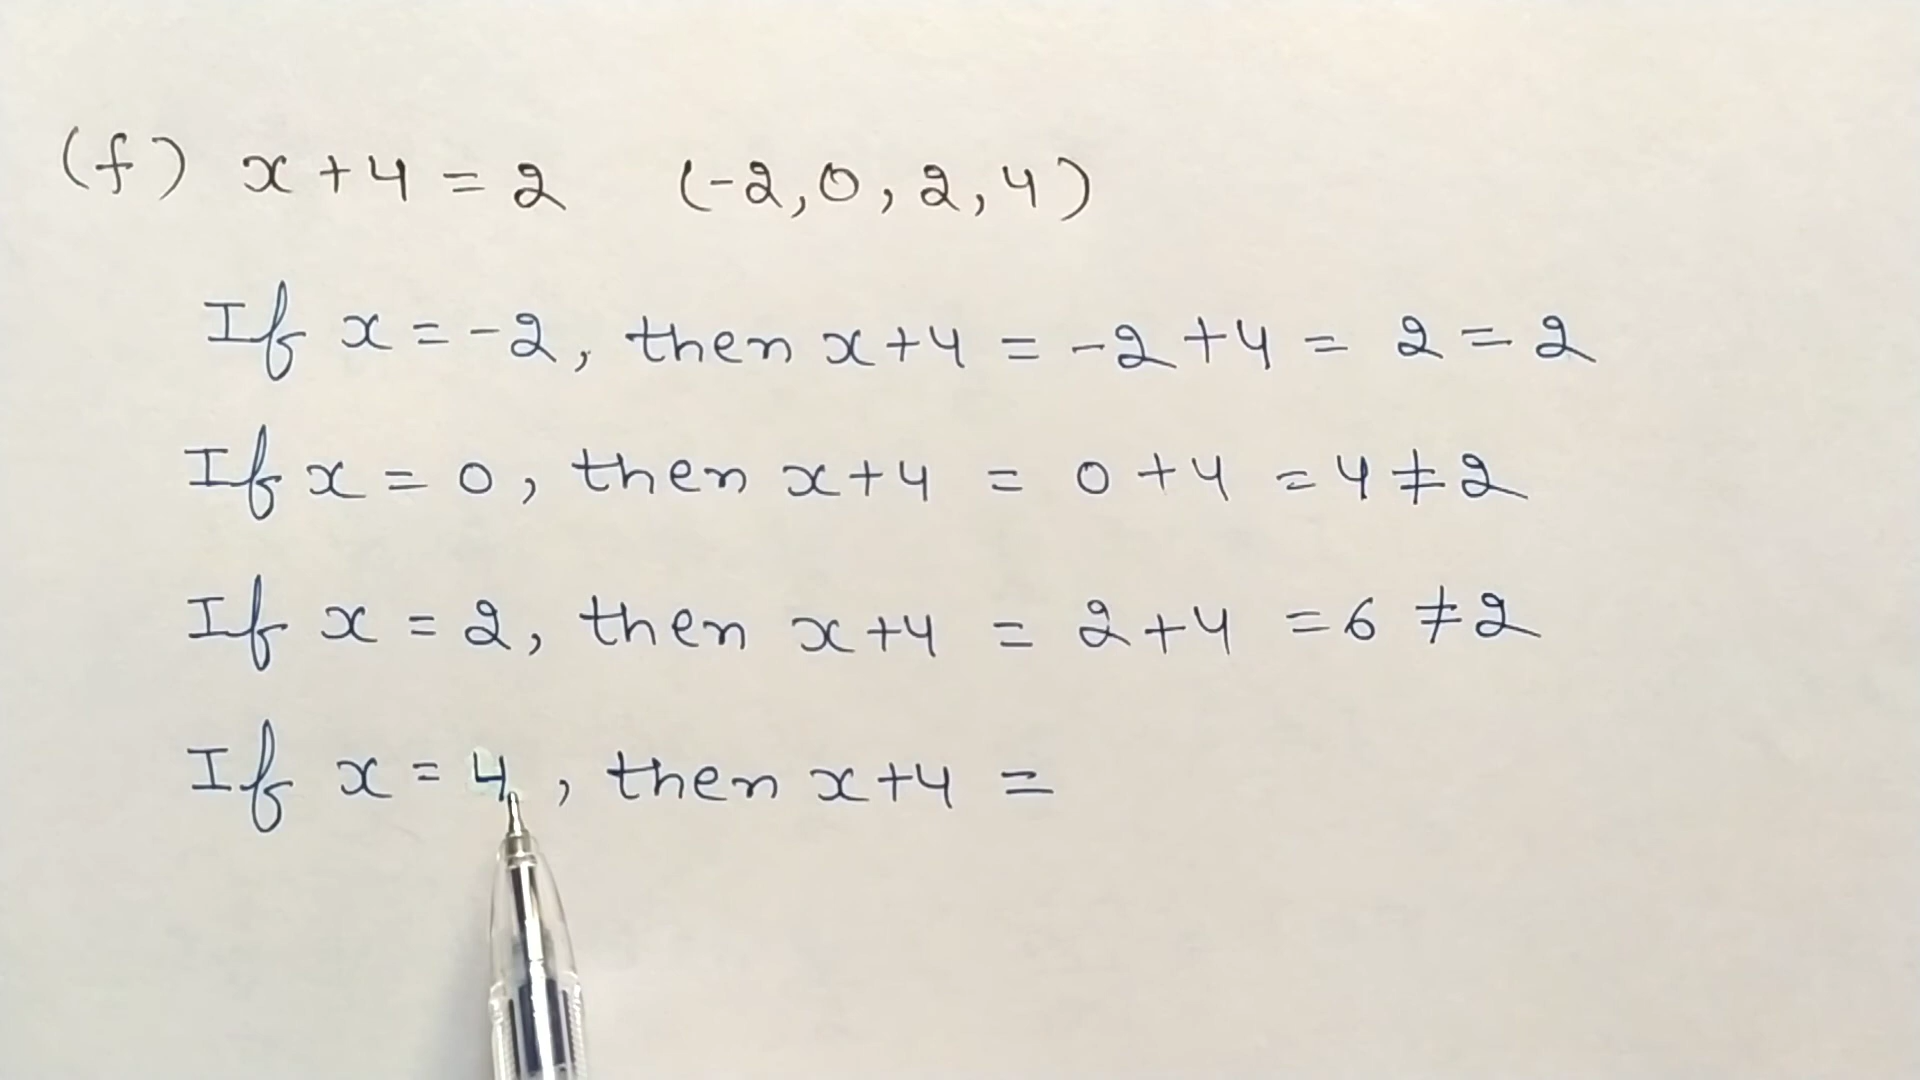 (f) x+4=2 (-2,0,2,4)
If x=-2, then x+4 = -2+4 = 2=2
If x=0, then x+4 = 0+4 =4≠2
If x=2, then x+4 = 2+4 =6≠2
If x=4, then x+4 =